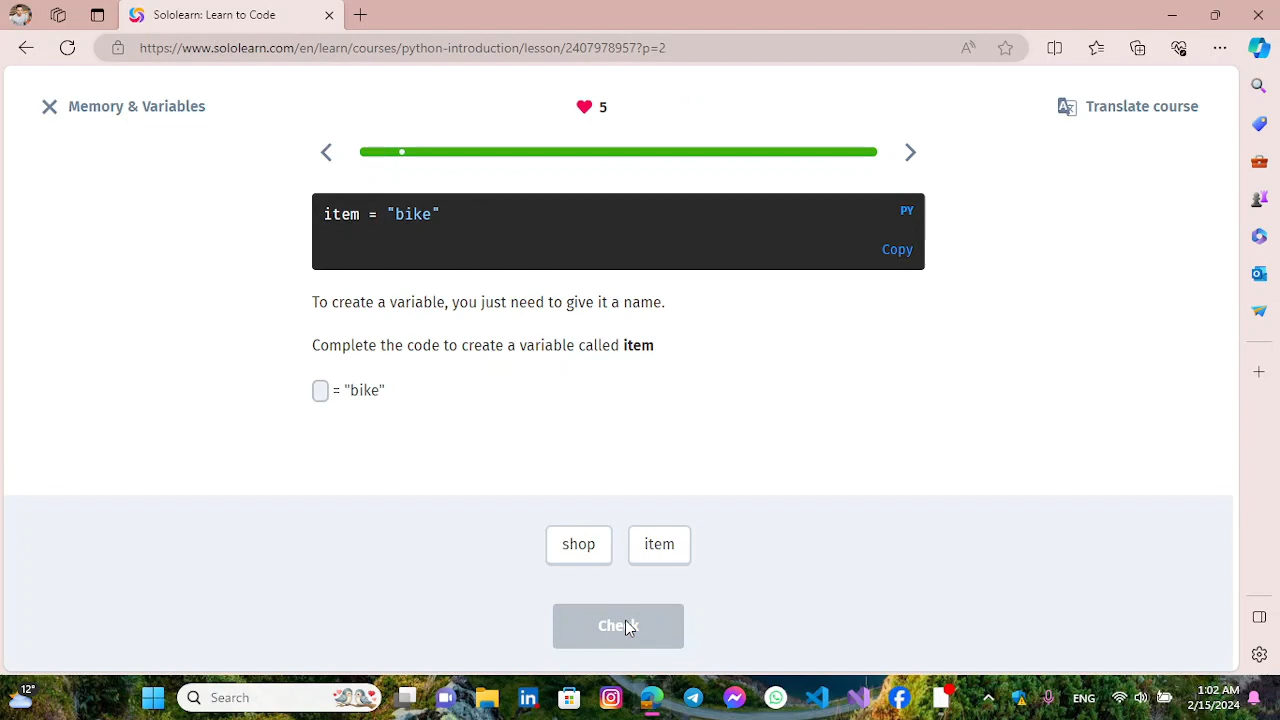 Sololearn: Learn to Code
https://www.sololearn.com/en/learn/courses/python-introduction/lesson/2407978957?p=2
Memory & Variables
5
Translate course
item = "bike"
PY
Copy
To create a variable, you just need to give it a name.
Complete the code to create a variable called item
= "bike"
shop
item
Check
12°
Search
ENG
1:02 AM
2/15/2024